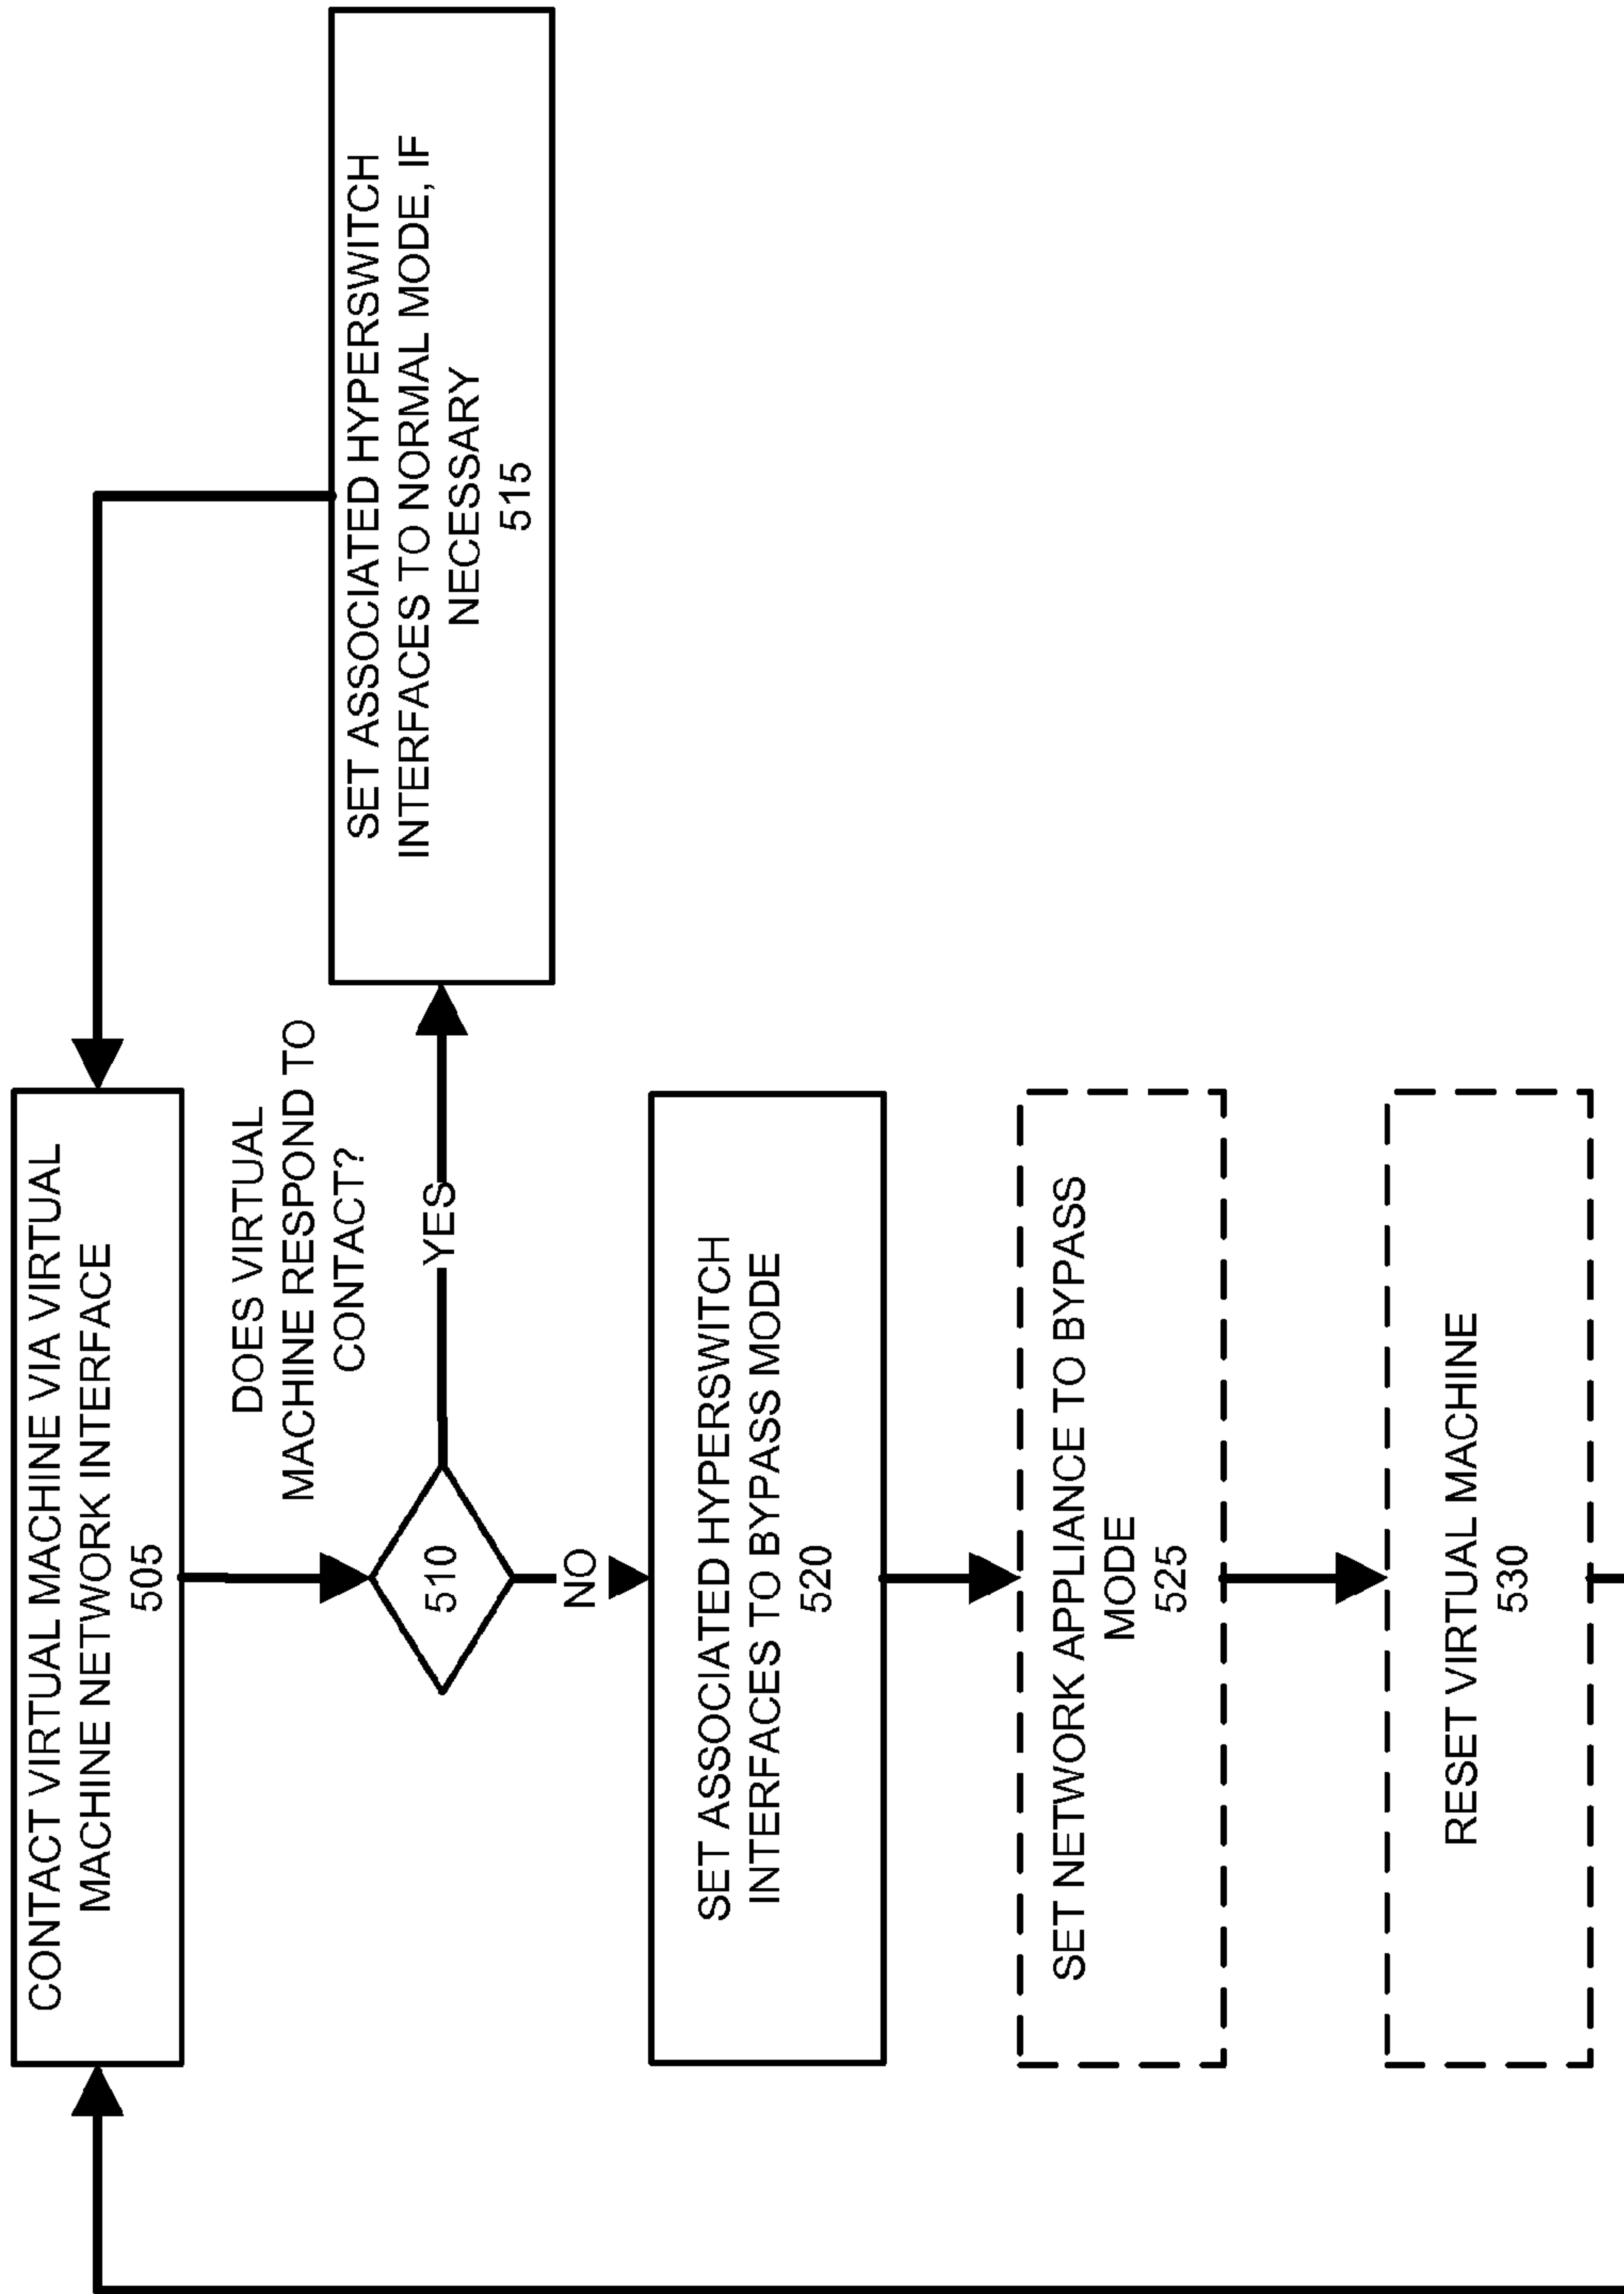 CONTACT VIRTUAL MACHINE VIA VIRTUAL
MACHINE NETWORK INTERFACE
505
DOES VIRTUAL
MACHINE RESPOND TO
CONTACT?
510
YES
SET ASSOCIATED HYPERSWITCH
INTERFACES TO NORMAL MODE, IF
NECESSARY
515
NO
SET ASSOCIATED HYPERSWITCH
INTERFACES TO BYPASS MODE
520
SET NETWORK APPLIANCE TO BYPASS
MODE
525
RESET VIRTUAL MACHINE
530